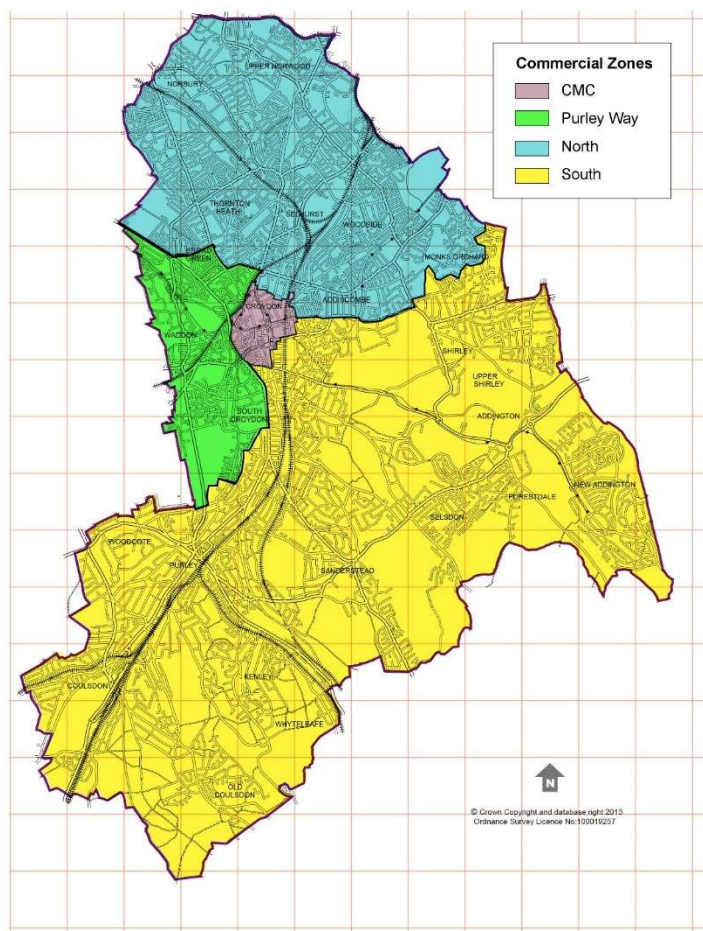 Commercial Zones
CMC
Purley Way
North
South
UPPER NORWOOD
NORBURY
THORNTON
HEATH
SELHURST
WOODSIDE
GREEN
MONKS ORCHARD
ADDISCOMBE
CROYDON
WADDON
SHIRLEY
UPPER
SHIRLEY
SOUTH
CROYDON
ADDINGTON
NEW ADDINGTON
FORESTDALE
SELSDON
WOODCOTE
PURLEY
SANDERSTEAD
KENLEY
COULSDON
WHYTELEAFE
OLD
COULSDON
N
© Crown Copyright and database right 2013
Ordnance Survey Licence No:100019257